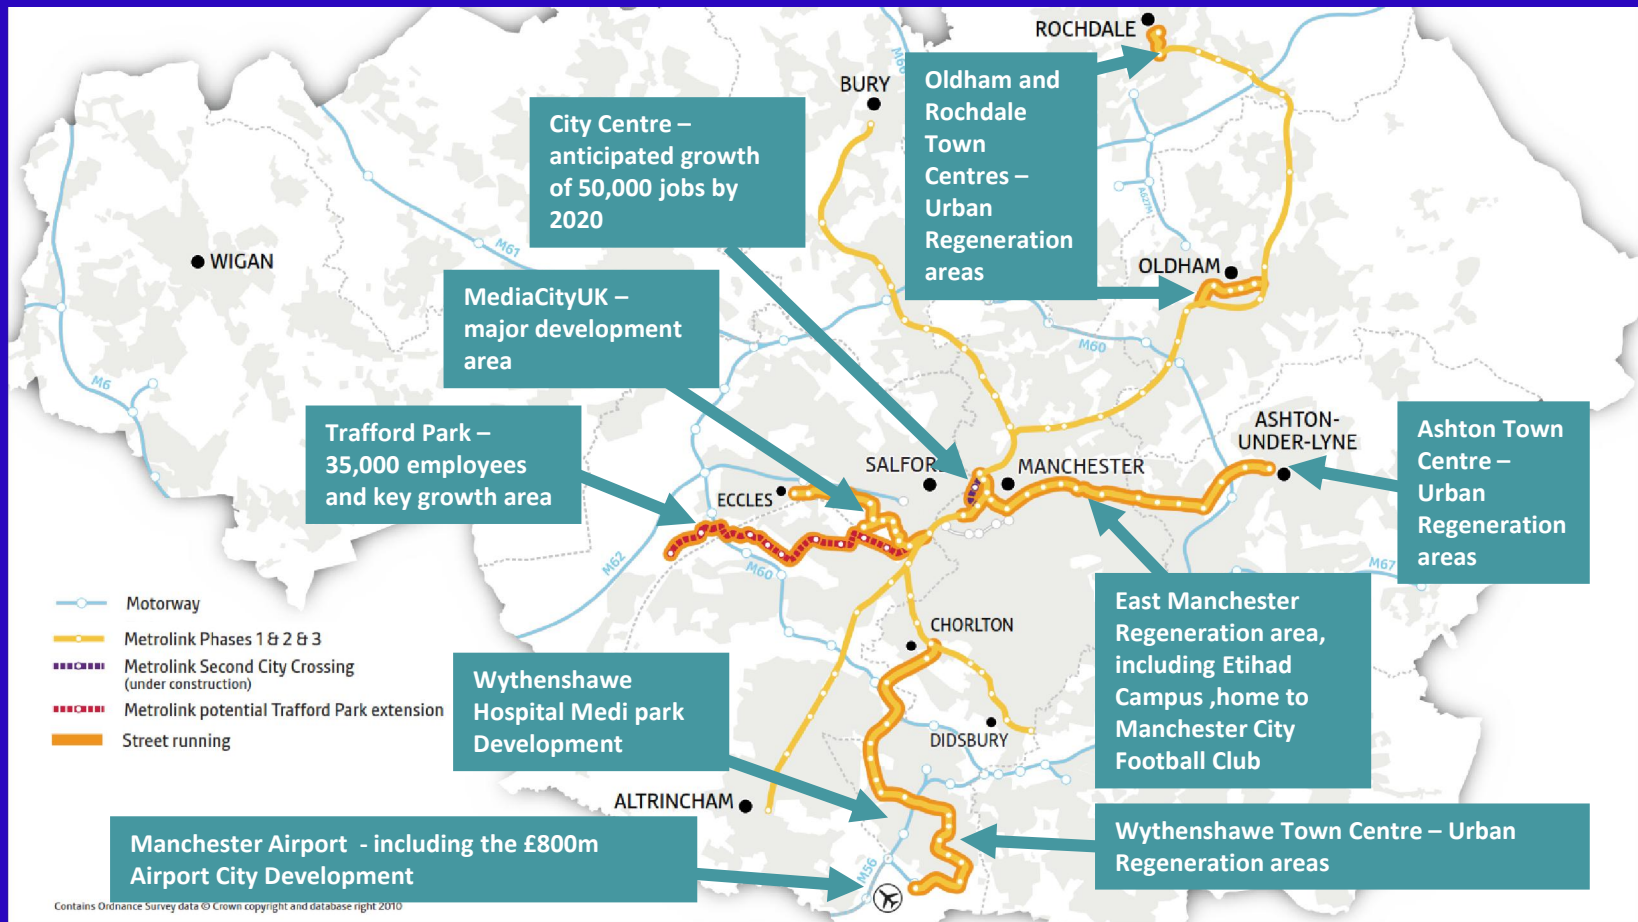 ROCHDALE
M66
BURY
Oldham and
Rochdale
Town
Centres –
Urban
Regeneration
areas
City Centre –
anticipated growth
of 50,000 jobs by
2020
A627M
M61
WIGAN
OLDHAM
MediaCityUK –
major development
area
M60
M6
Trafford Park –
35,000 employees
and key growth area
ASHTON-
UNDER-LYNE
Ashton Town
Centre –
Urban
Regeneration
areas
SALFOR
MANCHESTER
ECCLES
M62
M60
M67
Motorway
Metrolink Phases 1 & 2 & 3
Metrolink Second City Crossing
(under construction)
Metrolink potential Trafford Park extension
Street running
CHORLTON
East Manchester
Regeneration area,
including Etihad
Campus ,home to
Manchester City
Football Club
Wythenshawe
Hospital Medi park
Development
DIDSBURY
ALTRINCHAM
Manchester Airport - including the £800m
Airport City Development
Wythenshawe Town Centre – Urban
Regeneration areas
M56
Contains Ordnance Survey data © Crown copyright and database right 2010